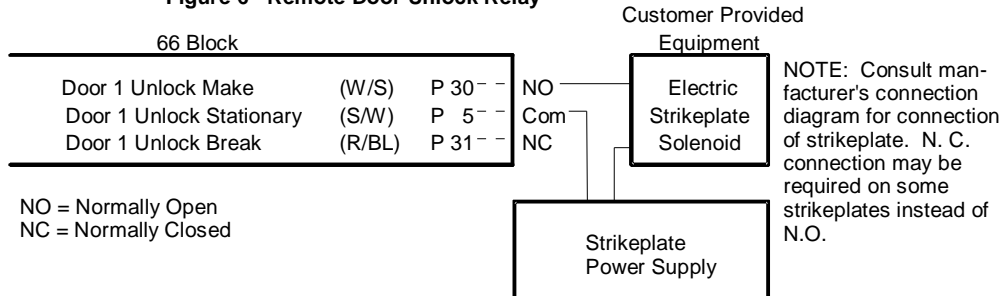 Figure 6 Remote Door Unlock Relay
Customer Provided
Equipment
66 Block
Door 1 Unlock Make (W/S) P 30 NO
Door 1 Unlock Stationary (S/W) P 5 Com
Door 1 Unlock Break (R/BL) P 31 NC
Electric
Strikeplate
Solenoid
NOTE: Consult man-
facturer's connection
diagram for connection
of strikeplate. N. C.
connection may be
required on some
strikeplates instead of
N.O.
NO = Normally Open
NC = Normally Closed
Strikeplate
Power Supply